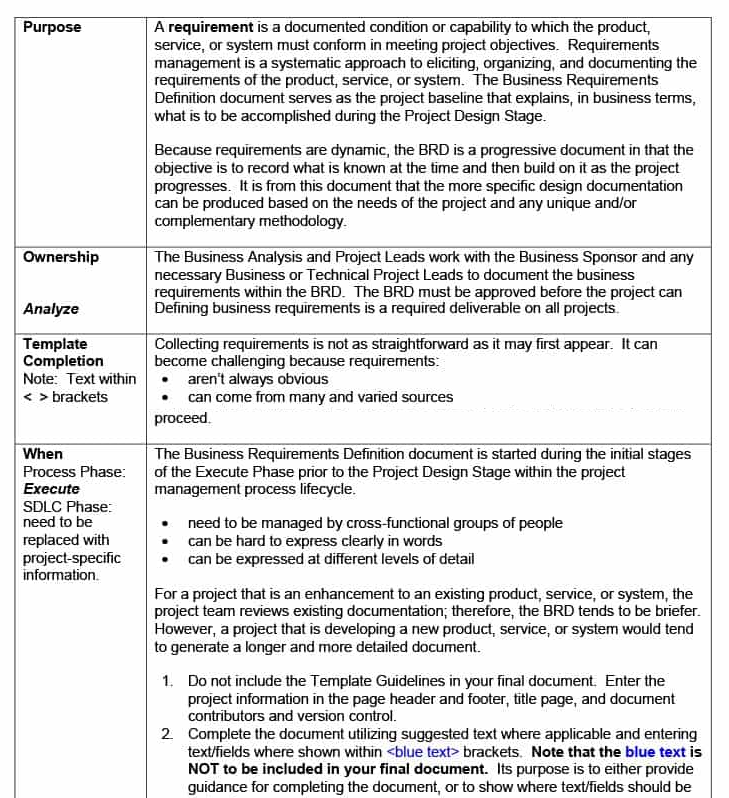 Purpose
A requirement is a documented condition or capability to which the product,
service, or system must conform in meeting project objectives. Requirements
management is a systematic approach to eliciting, organizing, and documenting the
requirements of the product, service, or system. The Business Requirements
Definition document serves as the project baseline that explains, in business terms,
what is to be accomplished during the Project Design Stage.
Because requirements are dynamic, the BRD is a progressive document in that the
objective is to record what is known at the time and then build on it as the project
progresses. It is from this document that the more specific design documentation
can be produced based on the needs of the project and any unique and/or
complementary methodology.
Ownership
Analyze
The Business Analysis and Project Leads work with the Business Sponsor and any
necessary Business or Technical Project Leads to document the business
requirements within the BRD. The BRD must be approved before the project can
Defining business requirements is a required deliverable on all projects.
Template
Completion
Note: Text within
< > brackets
Collecting requirements is not as straightforward as it may first appear. It can
become challenging because requirements:
• aren't always obvious
• can come from many and varied sources
proceed.
When
Process Phase:
Execute
SDLC Phase:
need to be
replaced with
project-specific
information.
The Business Requirements Definition document is started during the initial stages
of the Execute Phase prior to the Project Design Stage within the project
management process lifecycle.
• need to be managed by cross-functional groups of people
• can be hard to express clearly in words
• can be expressed at different levels of detail
For a project that is an enhancement to an existing product, service, or system, the
project team reviews existing documentation; therefore, the BRD tends to be briefer.
However, a project that is developing a new product, service, or system would tend
to generate a longer and more detailed document.
1. Do not include the Template Guidelines in your final document. Enter the
project information in the page header and footer, title page, and document
contributors and version control.
2. Complete the document utilizing suggested text where applicable and entering
text/fields where shown within <blue text> brackets. Note that the blue text is
NOT to be included in your final document. Its purpose is to either provide
guidance for completing the document, or to show where text/fields should be